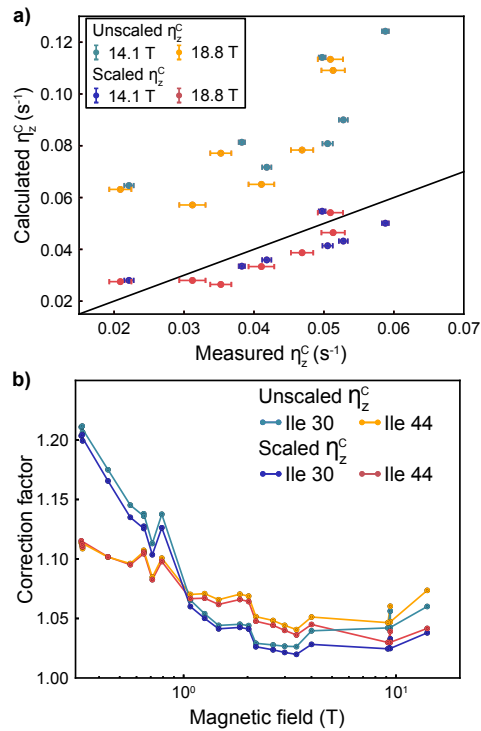 a)
Unscaled η_z^C
14.1 T 18.8 T
Scaled η_z^C
14.1 T 18.8 T
Calculated η_z^C (s⁻¹)
0.12
0.10
0.08
0.06
0.04
0.02
0.02 0.03 0.04 0.05 0.06 0.07
Measured η_z^C (s⁻¹)
b)
Unscaled η_z^C
Ile 30 Ile 44
Scaled η_z^C
Ile 30 Ile 44
Correction factor
1.20
1.15
1.10
1.05
1.00
10⁰ 10¹
Magnetic field (T)